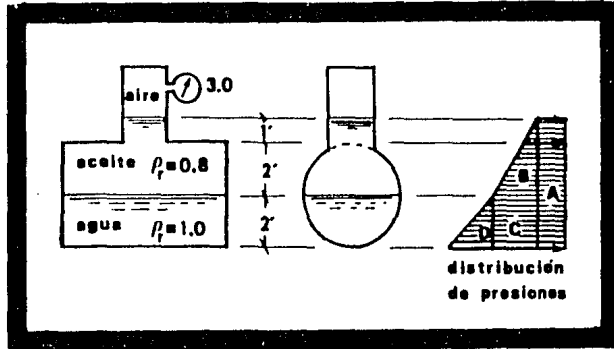 aire
3.0
1'
aceite ρr=0.8
2'
agua ρr=1.0
2'
B
A
D
C
distribución
de presiones